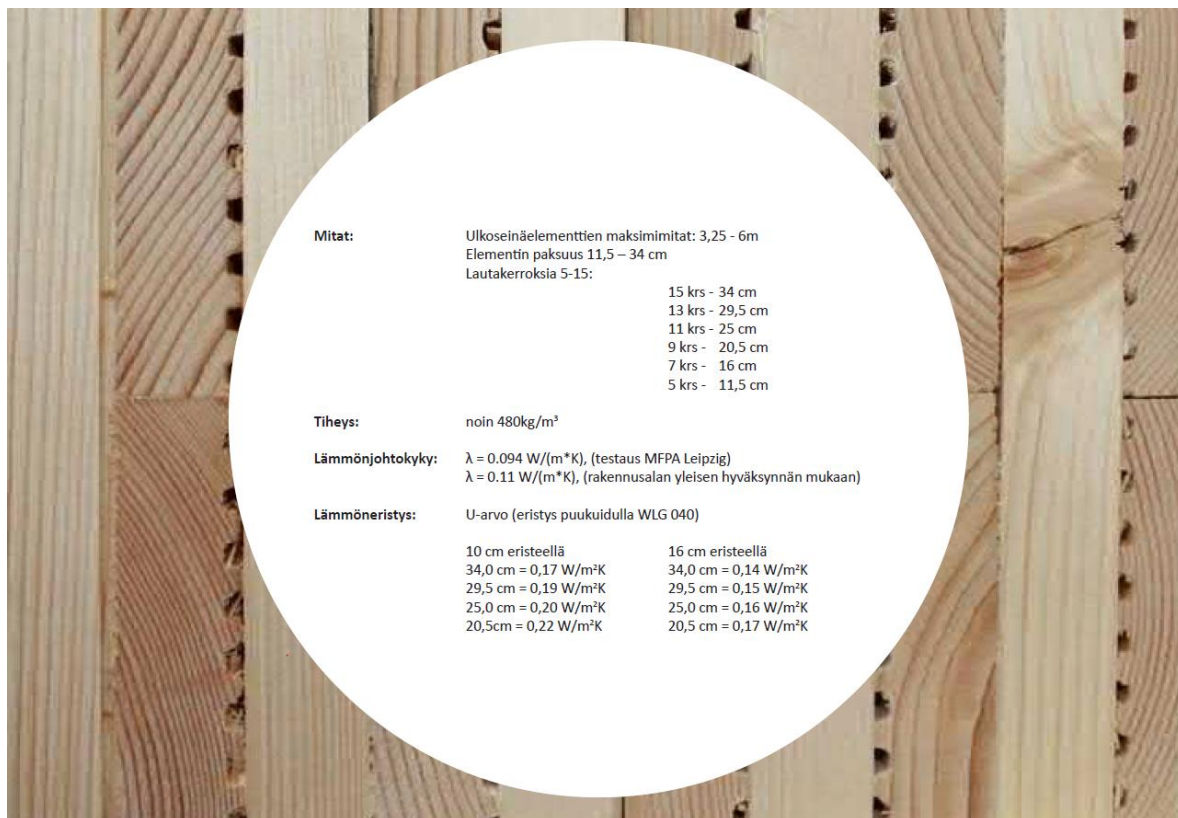 Mitat: Ulkoseinäelementtien maksimimitat: 3,25 - 6m
Elementin paksuus 11,5 – 34 cm
Lautakerroksia 5-15:
15 krs - 34 cm
13 krs - 29,5 cm
11 krs - 25 cm
9 krs - 20,5 cm
7 krs - 16 cm
5 krs - 11,5 cm
Tiheys: noin 480kg/m³
Lämmönjohtokyky: λ = 0.094 W/(m*K), (testaus MFPA Leipzig)
λ = 0.11 W/(m*K), (rakennusalan yleisen hyväksynnän mukaan)
Lämmöneristys: U-arvo (eristys puukuidulla WLG 040)
10 cm eristeellä 16 cm eristeellä
34,0 cm = 0,17 W/m²K 34,0 cm = 0,14 W/m²K
29,5 cm = 0,19 W/m²K 29,5 cm = 0,15 W/m²K
25,0 cm = 0,20 W/m²K 25,0 cm = 0,16 W/m²K
20,5cm = 0,22 W/m²K 20,5 cm = 0,17 W/m²K